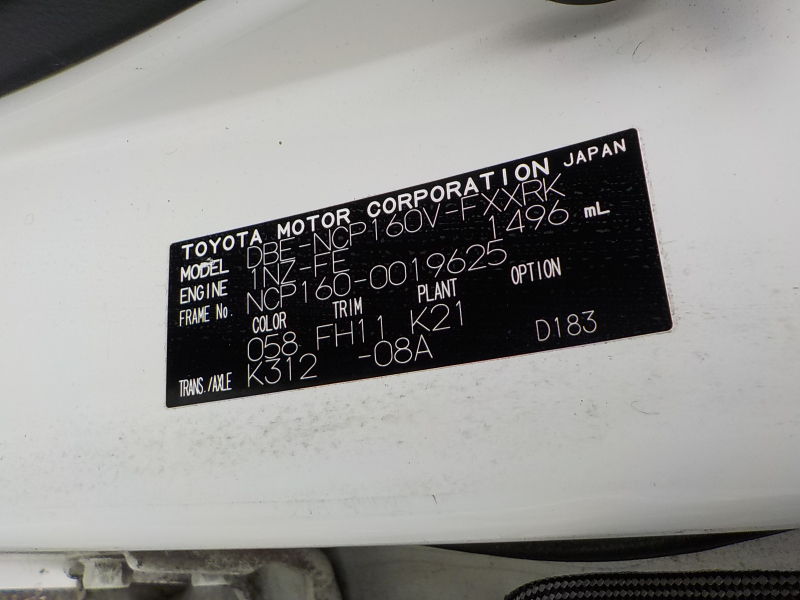 TOYOTA MOTOR CORPORATION JAPAN
MODEL DBE-NCP160V-FXXRK
ENGINE 1NZ-FE 1496 mL
FRAME No. NCP160-0019625
COLOR TRIM PLANT OPTION
058 FH11 K21
TRANS./AXLE K312 -08A D183